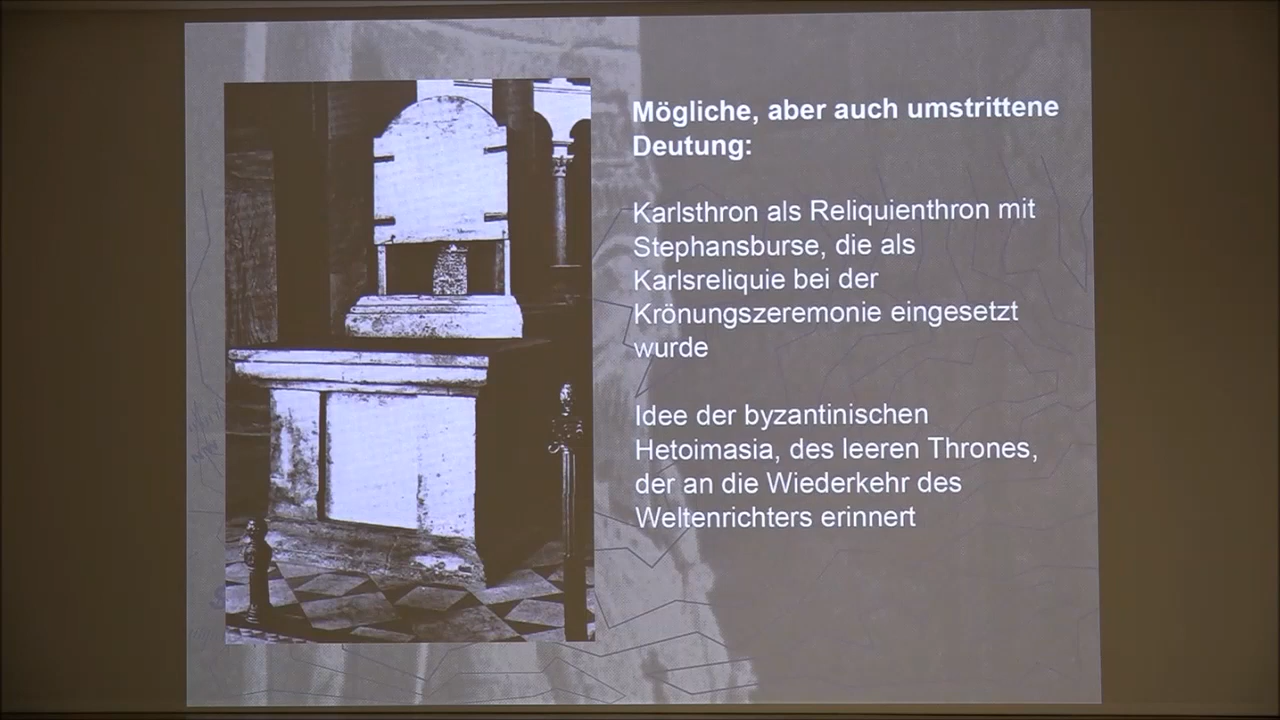 Mögliche, aber auch umstrittene
Deutung:
Karlsthron als Reliquienthron mit
Stephansburse, die als
Karlsreliquie bei der
Krönungszeremonie eingesetzt
wurde
Idee der byzantinischen
Hetoimasia, des leeren Thrones,
der an die Wiederkehr des
Weltenrichters erinnert